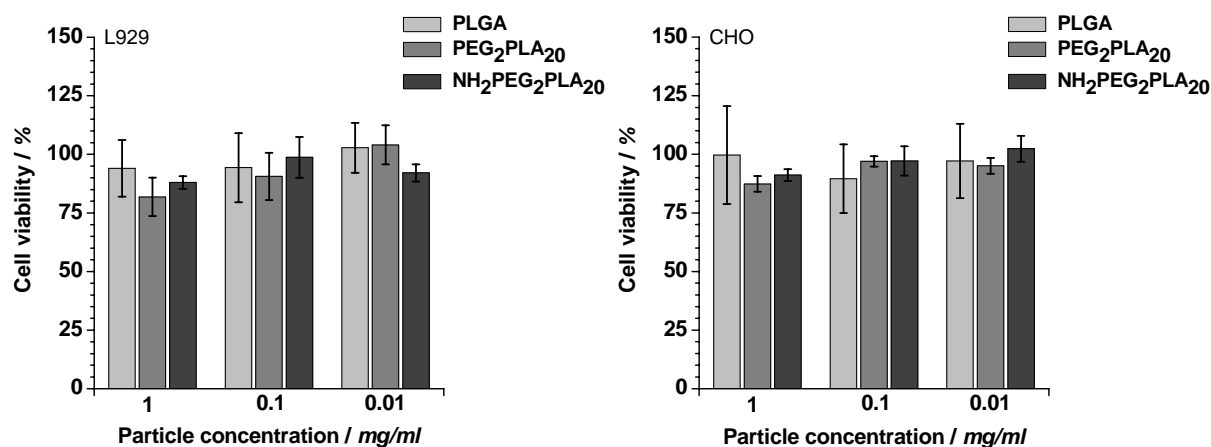 L929
PLGA
PEG₂PLA₂₀
NH₂PEG₂PLA₂₀
150
125
100
75
50
25
0
Cell viability / %
1 0.1 0.01
Particle concentration / mg/ml
CHO
PLGA
PEG₂PLA₂₀
NH₂PEG₂PLA₂₀
150
125
100
75
50
25
0
Cell viability / %
1 0.1 0.01
Particle concentration / mg/ml